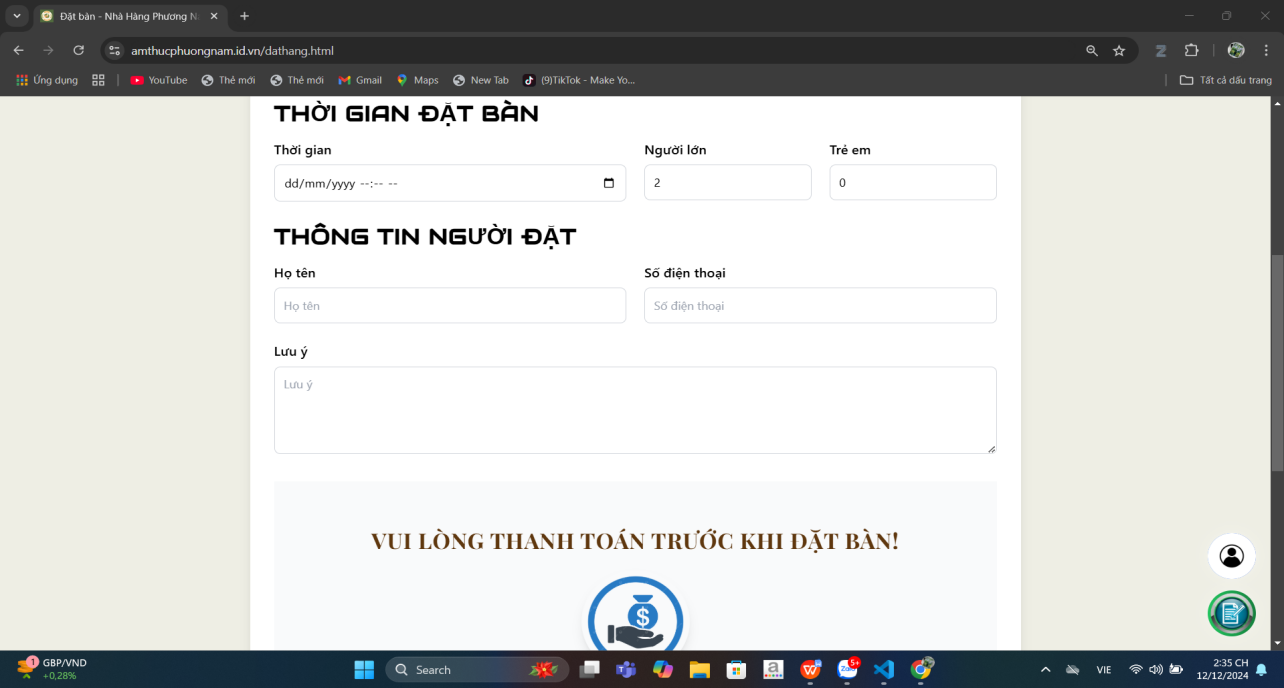 Đặt bàn - Nhà Hàng Phương N
amthucphuongnam.id.vn/dathang.html
Ứng dụng
YouTube
Thẻ mới
Thẻ mới
Gmail
Maps
New Tab
(9)TikTok - Make Yo...
Tất cả dấu trang
THỜI GIAN ĐẶT BÀN
Thời gian
Người lớn
Trẻ em
dd/mm/yyyy --:-- --
2
0
THÔNG TIN NGƯỜI ĐẶT
Họ tên
Số điện thoại
Họ tên
Số điện thoại
Lưu ý
Lưu ý
VUI LÒNG THANH TOÁN TRƯỚC KHI ĐẶT BÀN!
$
1
GBP/VND
+0,28%
Search
Zalo
5+
VIE
2:35 CH
12/12/2024